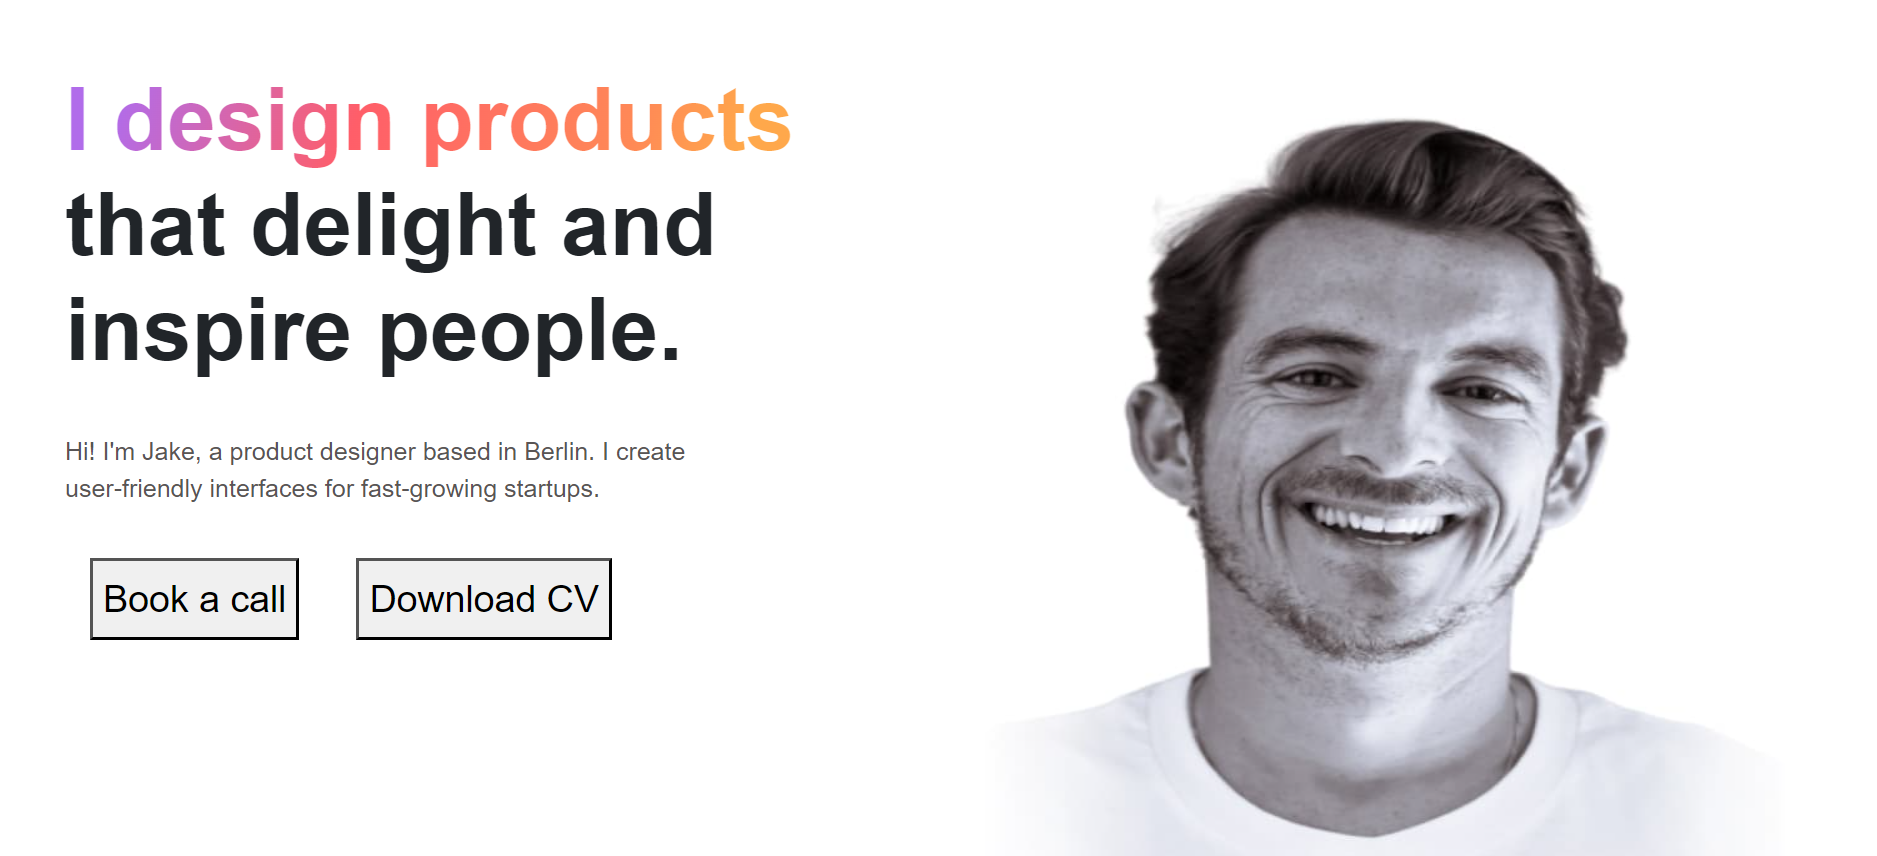 I design products
that delight and
inspire people.
Hi! I'm Jake, a product designer based in Berlin. I create
user-friendly interfaces for fast-growing startups.
Book a call
Download CV